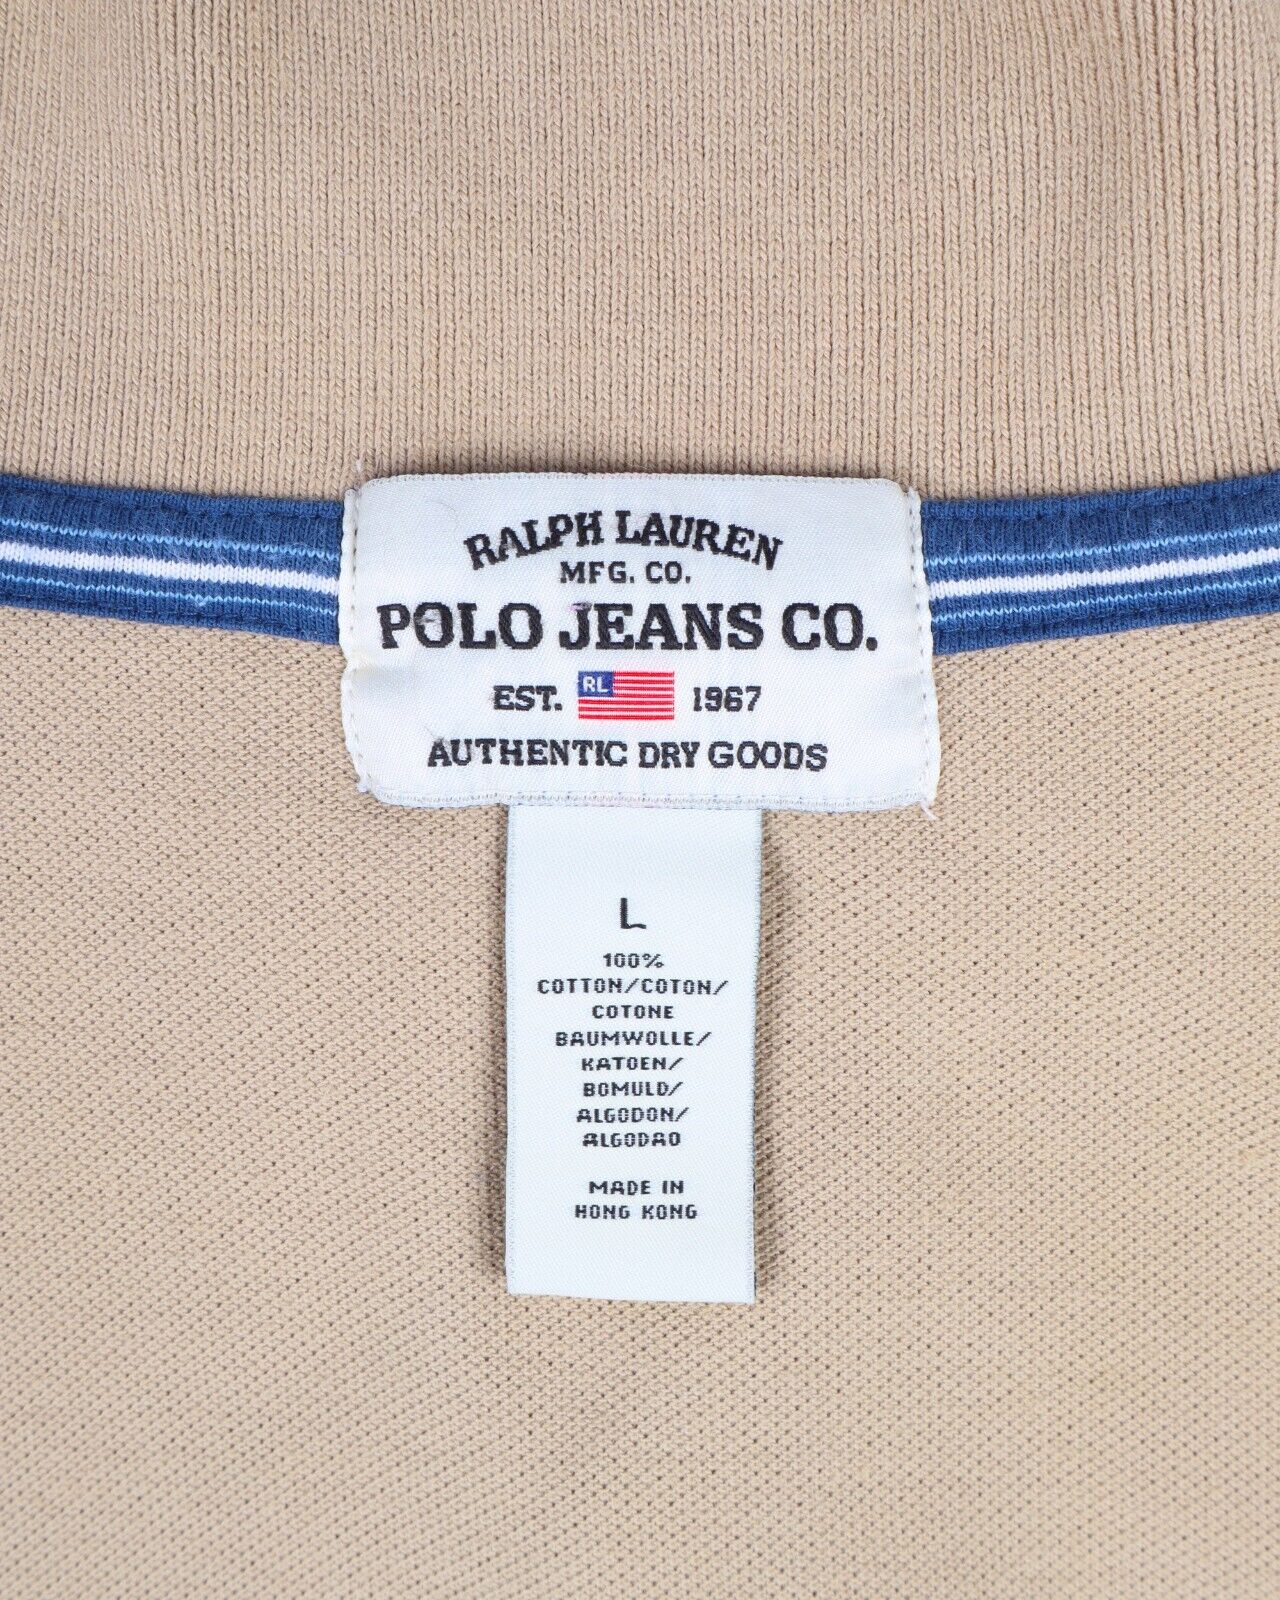 RALPH LAUREN
MFG. CO.
POLO JEANS CO.
EST. RL 1967
AUTHENTIC DRY GOODS
L
100%
COTTON/COTON/
COTONE
BAUMWOLLE/
KATOEN/
BOMULD/
ALGODON/
ALGODAO
MADE IN
HONG KONG